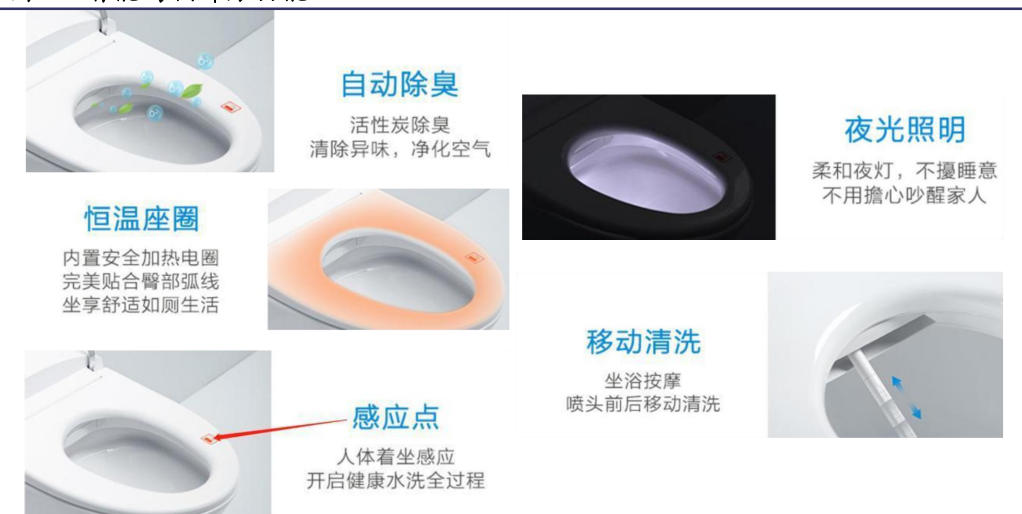 自动除臭
活性炭除臭
清除异味，净化空气
恒温座圈
内置安全加热电圈
完美贴合臀部弧线
坐享舒适如厕生活
感应点
人体着坐感应
开启健康水洗全过程
夜光照明
柔和夜灯，不擾睡意
不用擔心吵醒家人
移动清洗
坐浴按摩
喷头前后移动清洗